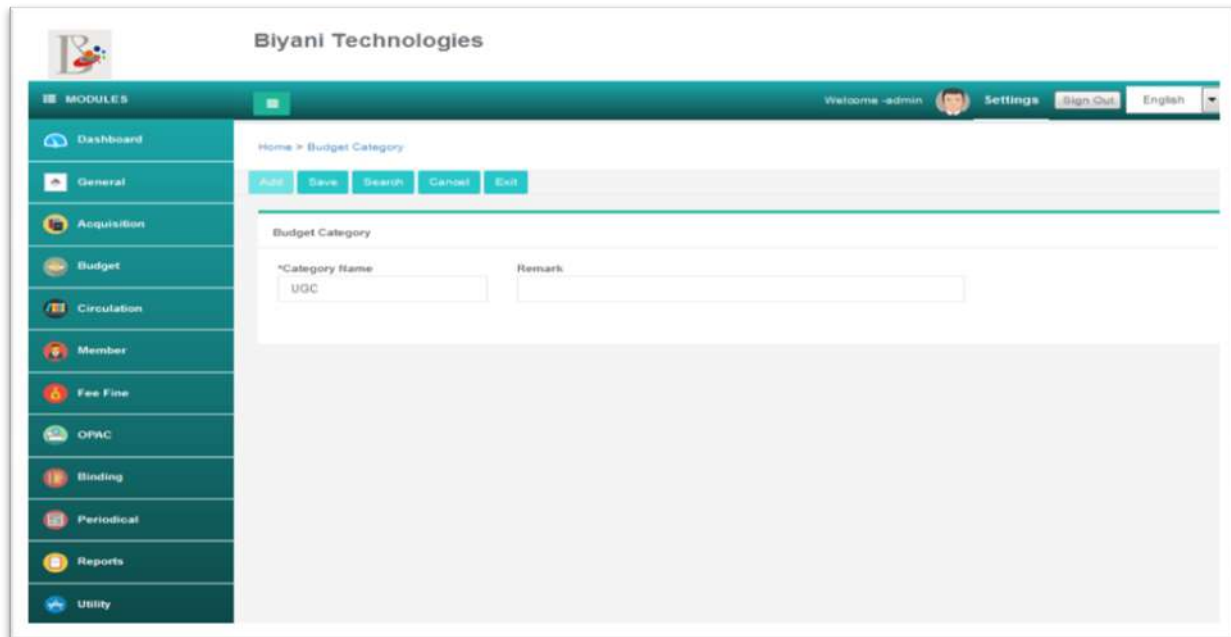 Biyani Technologies
MODULES
Welcome -admin Settings Sign Out English
Dashboard
General
Acquisition
Budget
Circulation
Member
Fee Fine
OPAC
Binding
Periodical
Reports
Utility
Home > Budget Category
Add Save Search Cancel Exit
Budget Category
*Category Name Remark
UGC